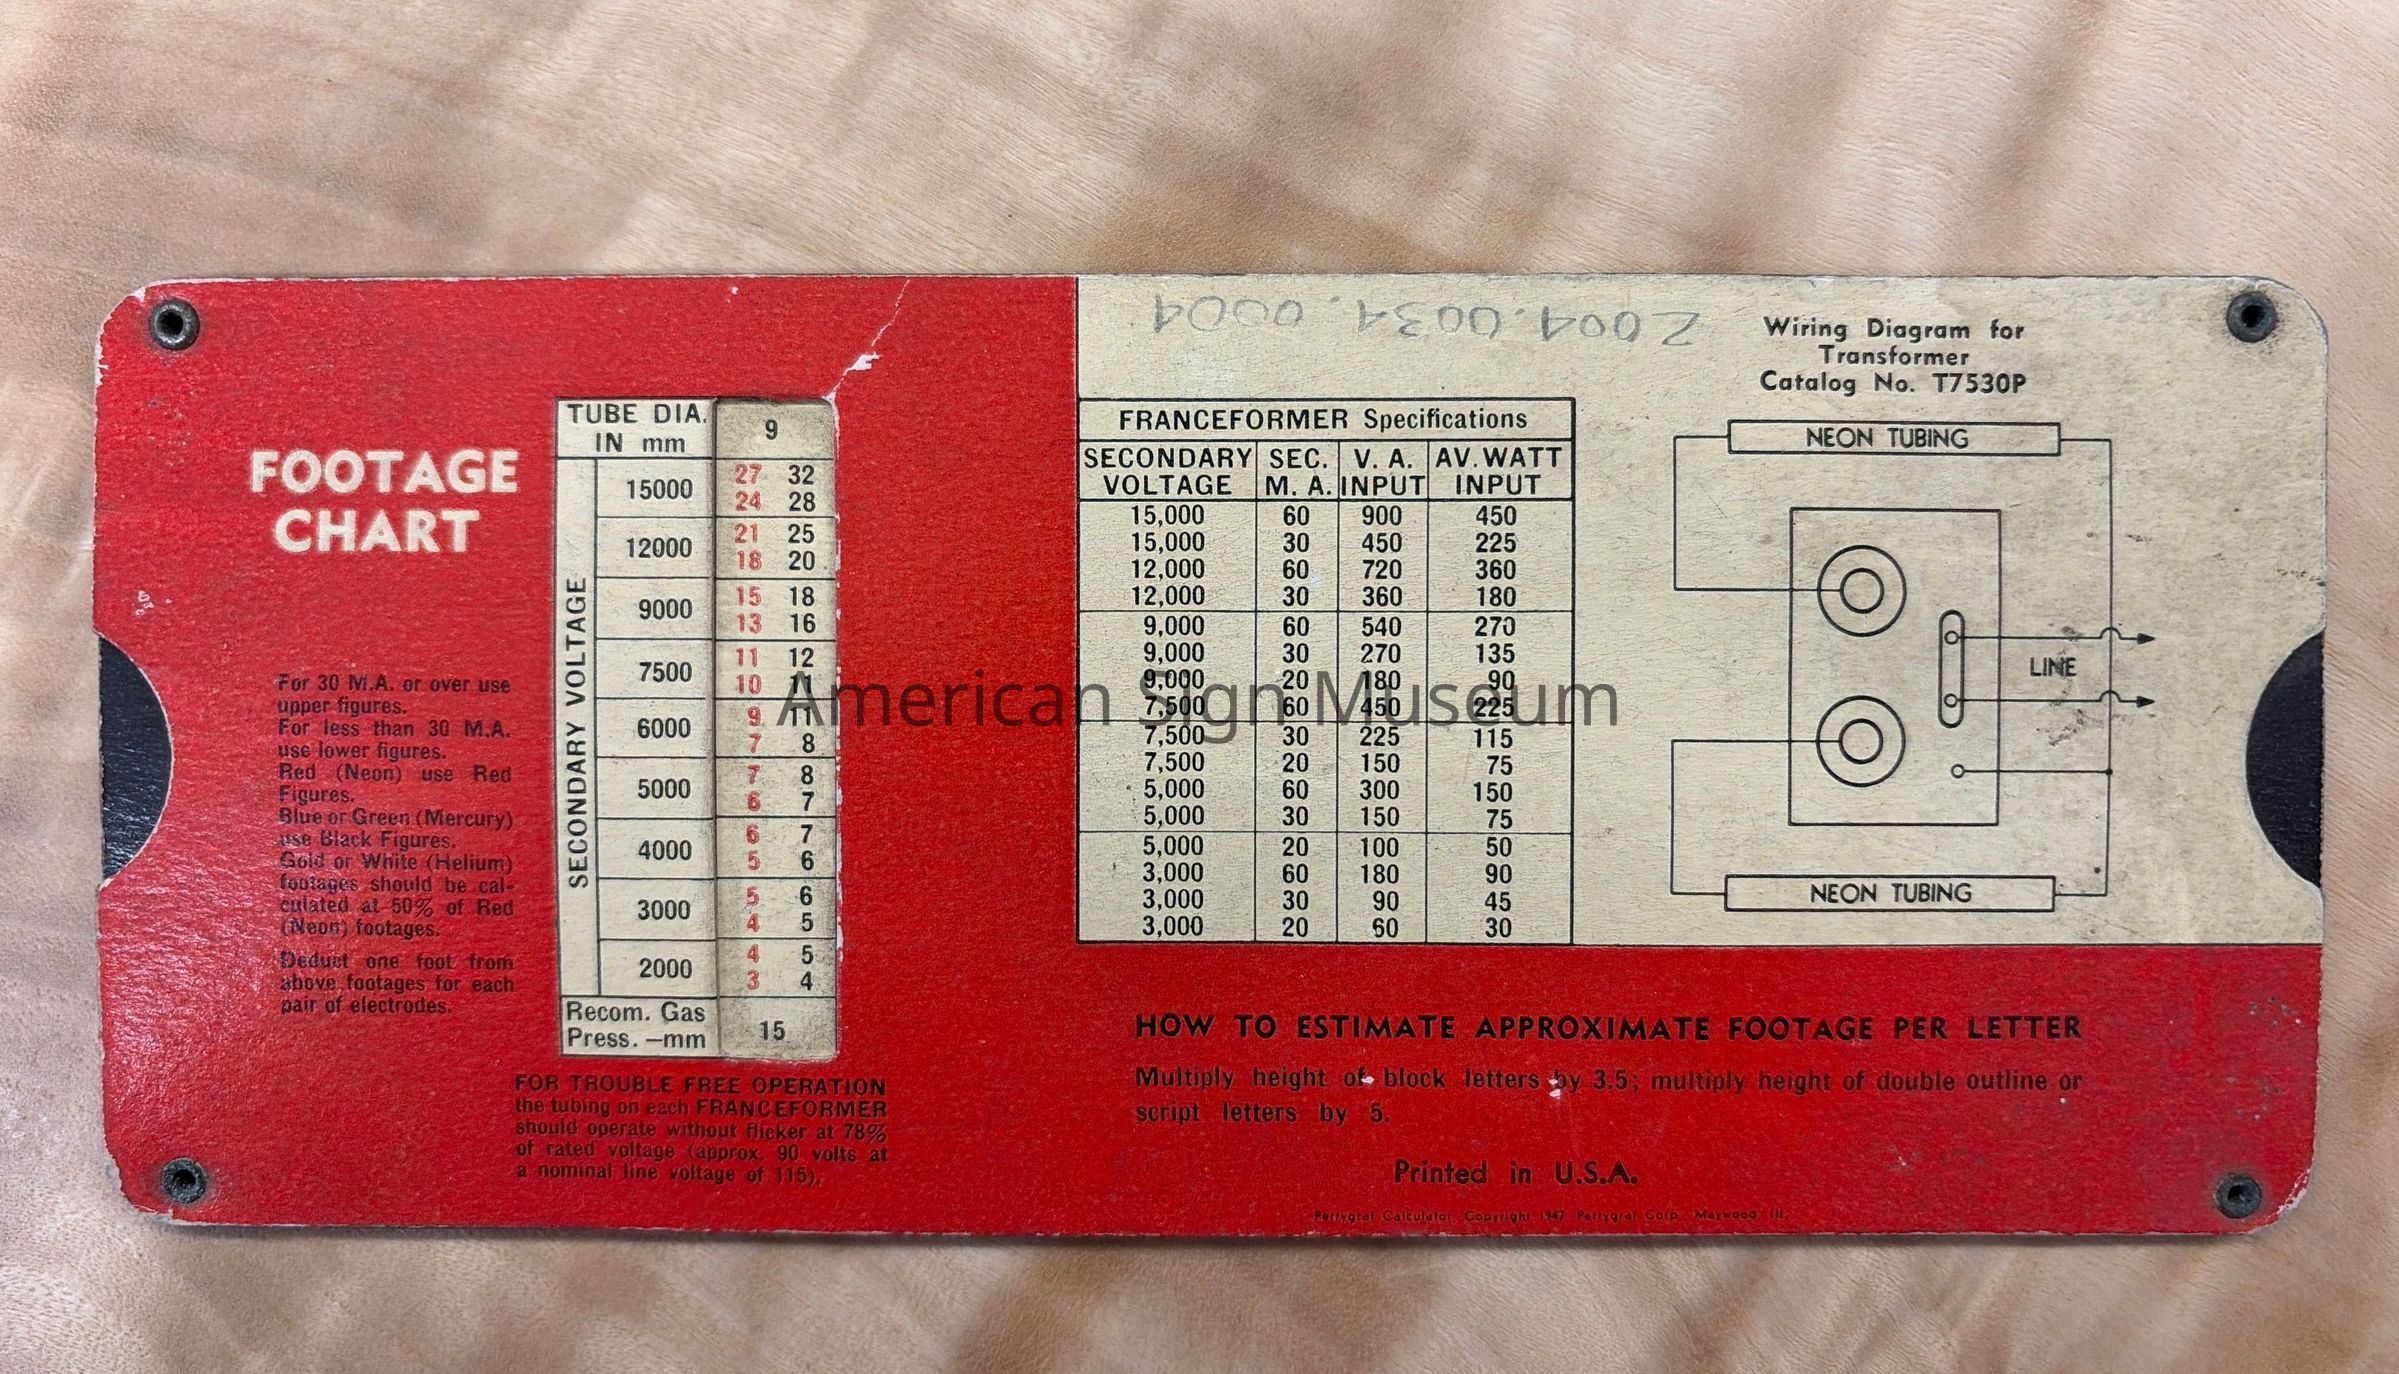 2004.0034.0004
Wiring Diagram for
Transformer
Catalog No. T7530P
FOOTAGE
CHART
For 30 M.A. or over use
upper figures.
For less than 30 M.A.
use lower figures.
Red (Neon) use Red
Figures.
Blue or Green (Mercury)
use Black Figures.
Gold or White (Helium)
footages should be cal-
culated at 50% of Red
(Neon) footages.
Deduct one foot from
above footages for each
pair of electrodes.
TUBE DIA.
IN mm
9
SECONDARY VOLTAGE
15000 27 32
24 28
12000 21 25
18 20
9000 15 18
13 16
7500 11 12
10 11
6000 9 11
7 8
5000 7 8
6 7
4000 6 7
5 6
3000 5 6
4 5
2000 4 5
3 4
Recom. Gas
Press. —mm
15
FOR TROUBLE FREE OPERATION
the tubing on each FRANCEFORMER
should operate without flicker at 78%
of rated voltage (approx. 90 volts at
a nominal line voltage of 115).
FRANCEFORMER Specifications
SECONDARY VOLTAGE SEC. M. A. V. A. INPUT AV. WATT INPUT
15,000 60 900 450
15,000 30 450 225
12,000 60 720 360
12,000 30 360 180
9,000 60 540 270
9,000 30 270 135
9,000 20 180 90
7,500 60 450 225
7,500 30 225 115
7,500 20 150 75
5,000 60 300 150
5,000 30 150 75
5,000 20 100 50
3,000 60 180 90
3,000 30 90 45
3,000 20 60 30
NEON TUBING
LINE
NEON TUBING
American Sign Museum
HOW TO ESTIMATE APPROXIMATE FOOTAGE PER LETTER
Multiply height of block letters by 3.5; multiply height of double outline or
script letters by 5.
Printed in U.S.A.
Perrygraf Calculator, Copyright 1947 Perrygraf Corp., Maywood, Ill.